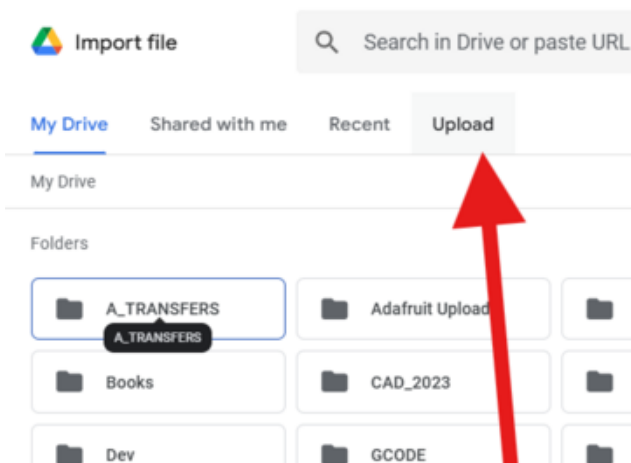 Import file
Search in Drive or paste URL
My Drive Shared with me Recent Upload
My Drive
Folders
A_TRANSFERS Adafruit Upload
A_TRANSFERS
Books CAD_2023
Dev GCODE